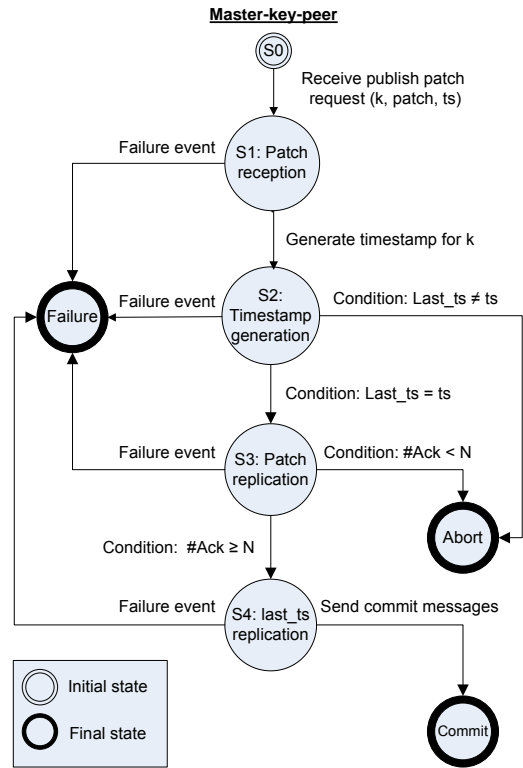 Master-key-peer
S0
Receive publish patch
request (k, patch, ts)
Failure event
S1: Patch
reception
Generate timestamp for k
Failure
Failure event
S2:
Timestamp
generation
Condition: Last_ts ≠ ts
Condition: Last_ts = ts
Failure event
S3: Patch
replication
Condition: #Ack < N
Abort
Condition: #Ack ≥ N
Failure event
S4: last_ts
replication
Send commit messages
Initial state
Final state
Commit